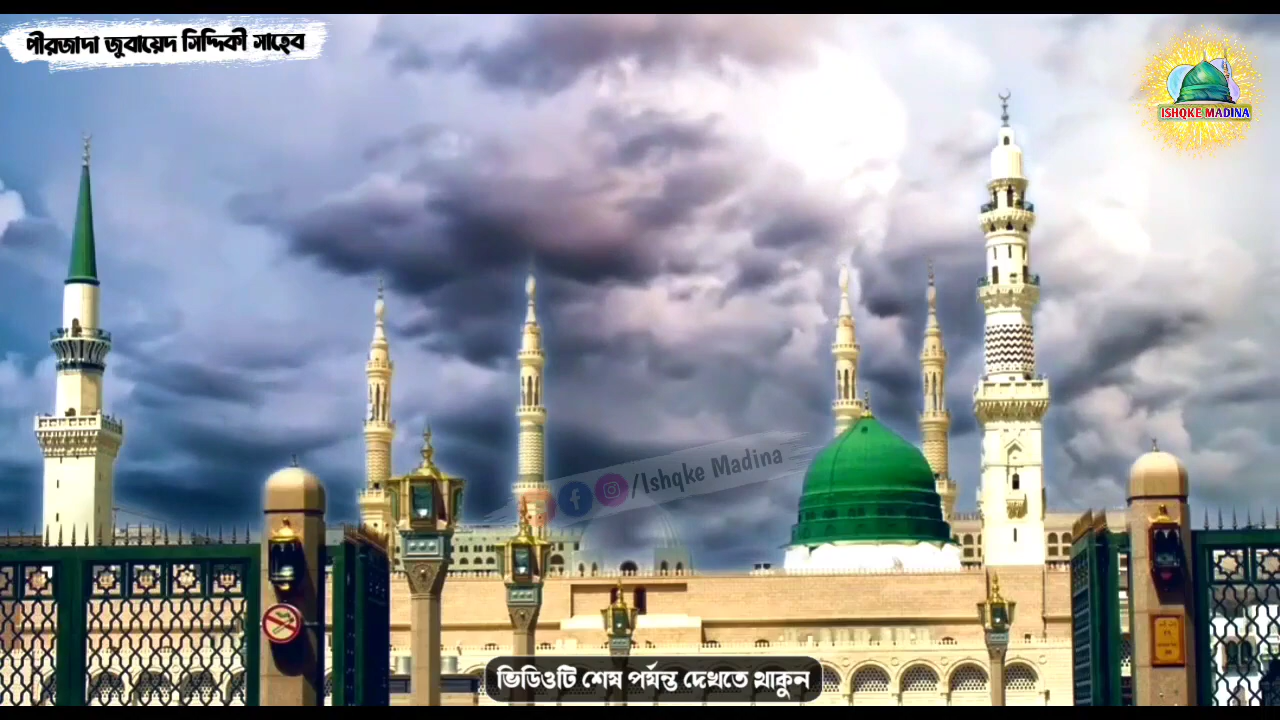 পীরজাদা জুবায়েদ সিদ্দিকী সাহেব
ISHQKE MADINA
/Ishqke Madina
ভিডিওটি শেষ পর্যন্ত দেখতে থাকুন